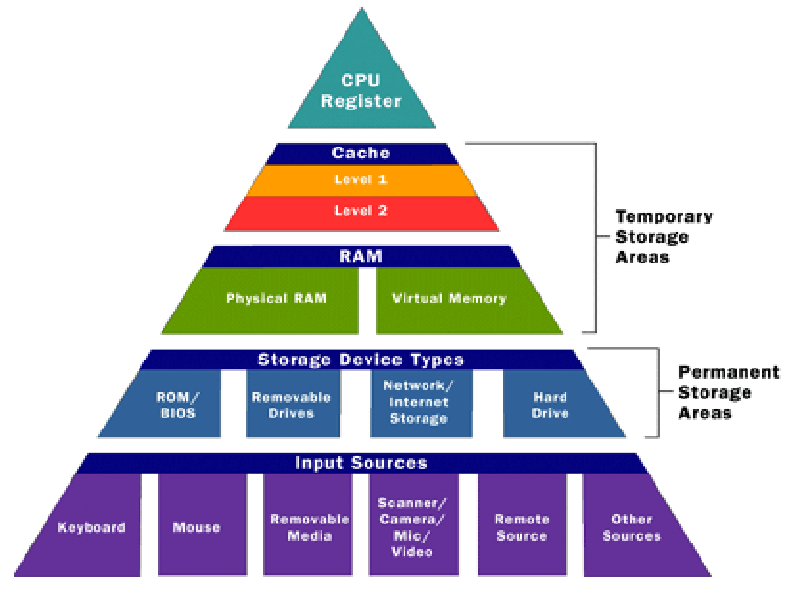 CPU
Register
Cache
Level 1
Level 2
Temporary
Storage
Areas
RAM
Physical RAM
Virtual Memory
Storage Device Types
ROM/
BIOS
Removable
Drives
Network/
Internet
Storage
Hard
Drive
Permanent
Storage
Areas
Input Sources
Keyboard
Mouse
Removable
Media
Scanner/
Camera/
Mic/
Video
Remote
Source
Other
Sources